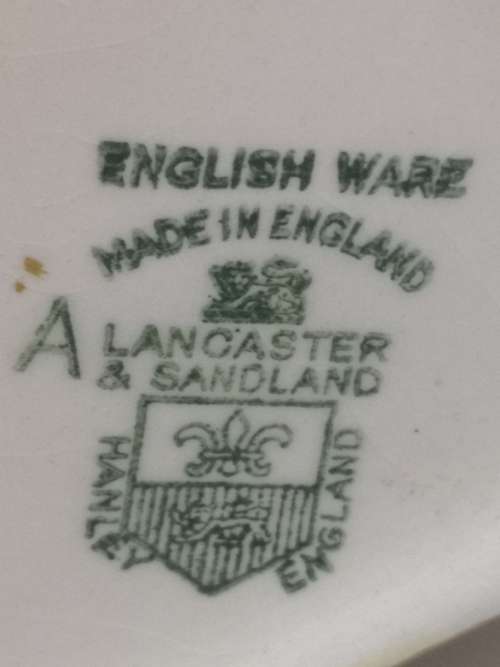 ENGLISH WARE
MADE IN ENGLAND
A
LANCASTER
& SANDLAND
HANLEY
ENGLAND